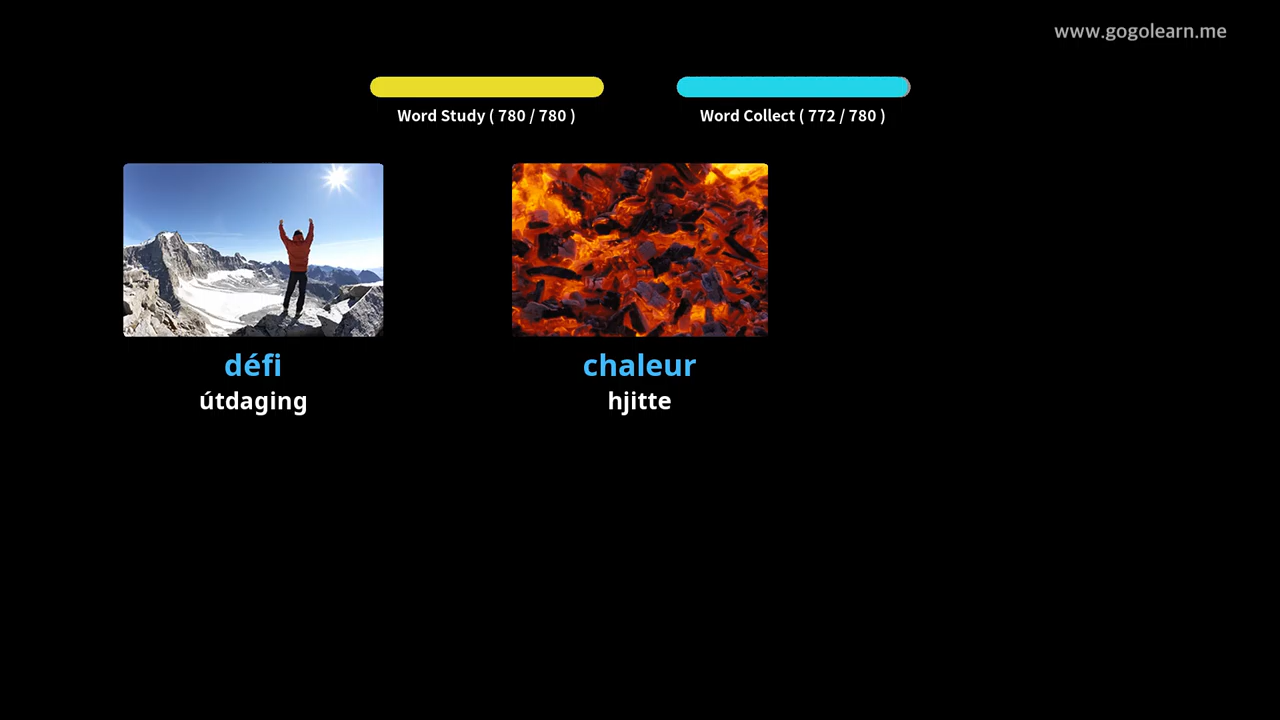 www.gogolearn.me
Word Study ( 780 / 780 )
Word Collect ( 772 / 780 )
défi
útdaging
chaleur
hjitte